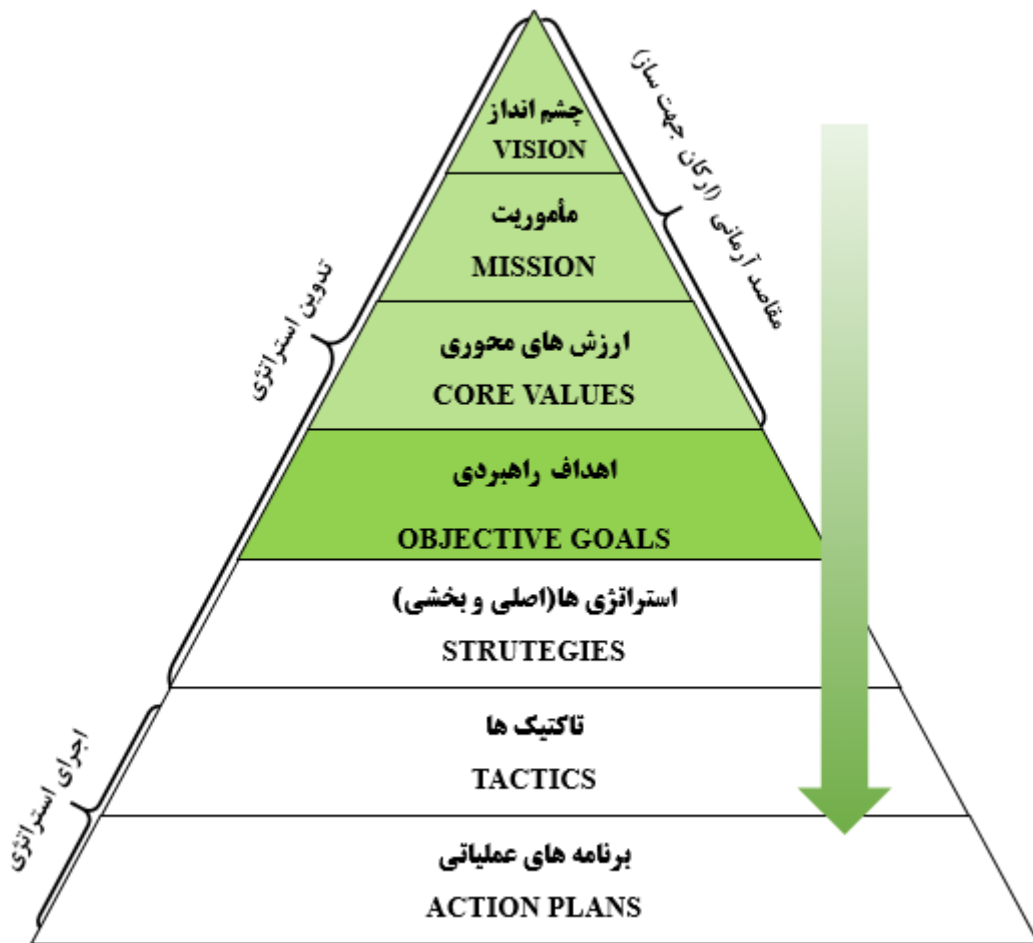 چشم انداز
VISION
مأموریت
MISSION
ارزش های محوری
CORE VALUES
اهداف راهبردی
OBJECTIVE GOALS
استراتژی ها(اصلی و بخشی)
STRUTEGIES
تاکتیک ها
TACTICS
برنامه های عملیاتی
ACTION PLANS
مقاصد آرمانی (ارکان جهت ساز)
تدوین استراتژی
اجرای استراتژی